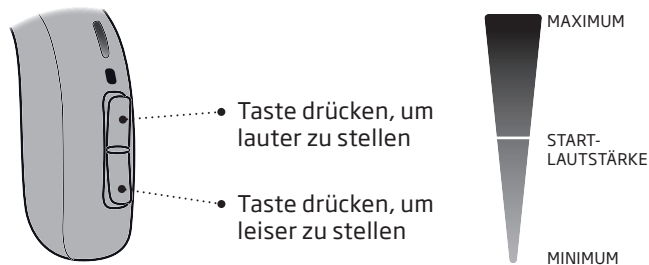 Taste drücken, um
lauter zu stellen
Taste drücken, um
leiser zu stellen
MAXIMUM
START-
LAUTSTÄRKE
MINIMUM